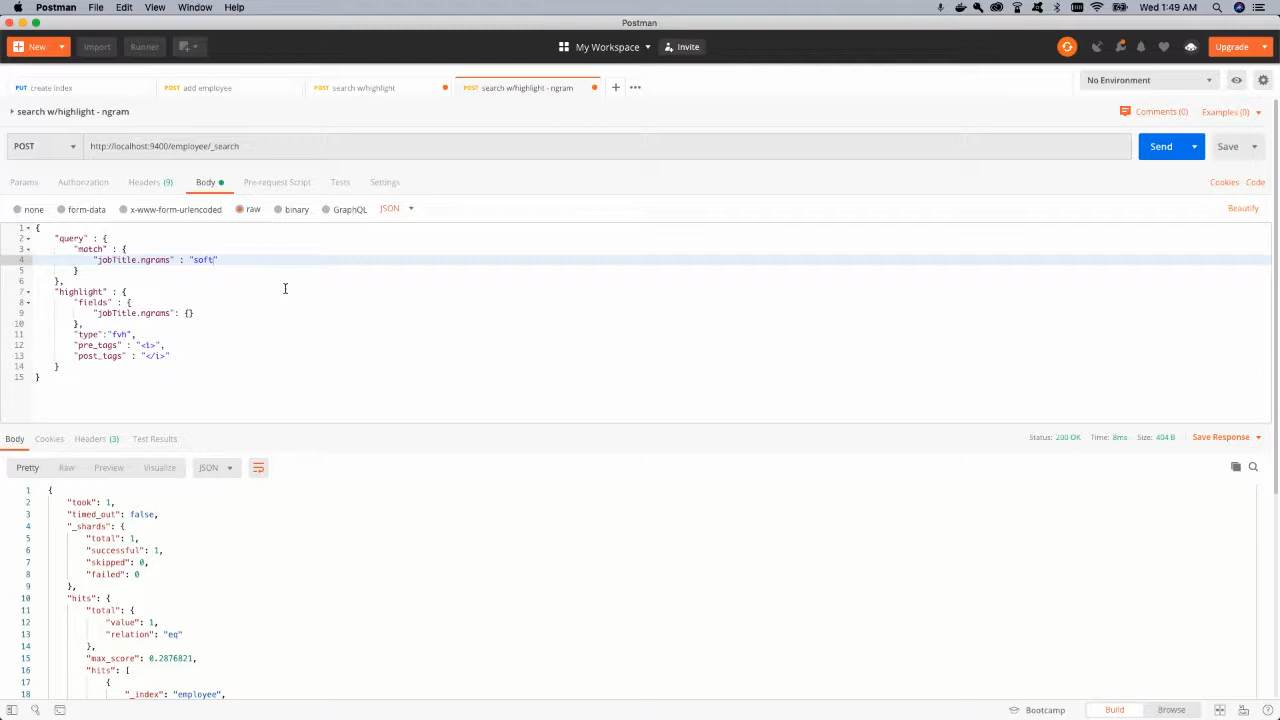 Postman File Edit View Window Help Wed 1:49 AM
Postman
New Import Runner My Workspace Invite Upgrade
PUT create index POST add employee POST search w/highlight POST search w/highlight - ngram No Environment
search w/highlight - ngram Comments (0) Examples (0)
POST http://localhost:9400/employee/_search Send Save
Params Authorization Headers (9) Body Pre-request Script Tests Settings Cookies Code
none form-data x-www-form-urlencoded raw binary GraphQL JSON Beautify
1 {
2 "query" : {
3 "match" : {
4 "jobTitle.ngrams" : "soft"
5 }
6 },
7 "highlight" : {
8 "fields" : {
9 "jobTitle.ngrams": {}
10 },
11 "type":"fvh",
12 "pre_tags" : "<i>",
13 "post_tags" : "</i>"
14 }
15 }
Body Cookies Headers (3) Test Results Status: 200 OK Time: 8ms Size: 404 B Save Response
Pretty Raw Preview Visualize JSON
1 {
2 "took": 1,
3 "timed_out": false,
4 "_shards": {
5 "total": 1,
6 "successful": 1,
7 "skipped": 0,
8 "failed": 0
9 },
10 "hits": {
11 "total": {
12 "value": 1,
13 "relation": "eq"
14 },
15 "max_score": 0.2876821,
16 "hits": [
17 {
18 "_index": "employee",
Bootcamp Build Browse